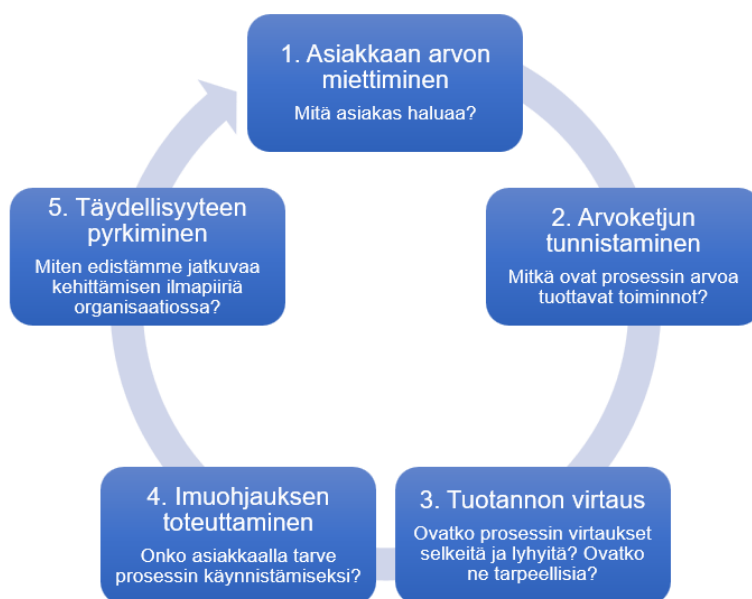 1. Asiakkaan arvon
miettiminen
Mitä asiakas haluaa?
2. Arvoketjun
tunnistaminen
Mitkä ovat prosessin arvoa
tuottavat toiminnot?
3. Tuotannon virtaus
Ovatko prosessin virtaukset
selkeitä ja lyhyitä? Ovatko
ne tarpeellisia?
4. Imuohjauksen
toteuttaminen
Onko asiakkaalla tarve
prosessin käynnistämiseksi?
5. Täydellisyyteen
pyrkiminen
Miten edistämme jatkuvaa
kehittämisen ilmapiiriä
organisaatiossa?